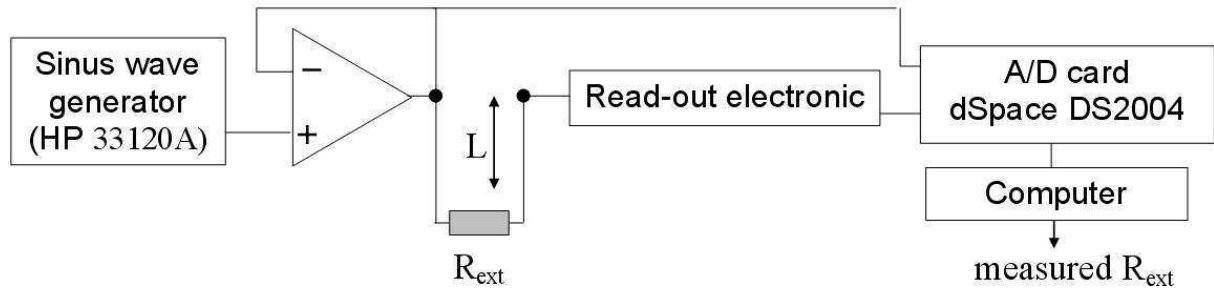 Sinus wave
generator
(HP 33120A)
−
+
L
R_ext
Read-out electronic
A/D card
dSpace DS2004
Computer
measured R_ext